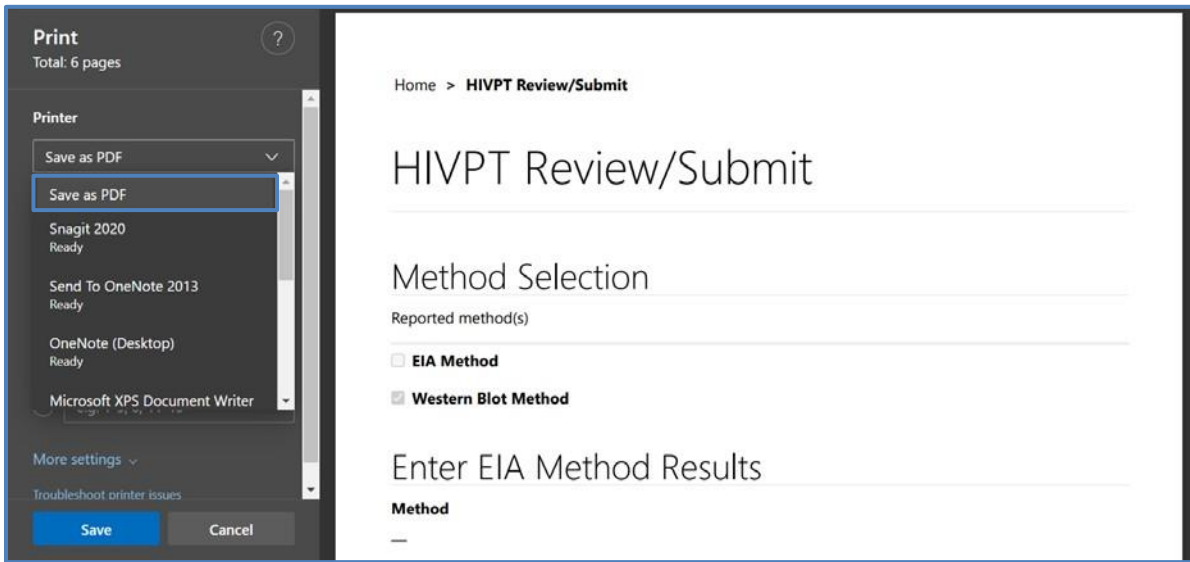 Print
?
Total: 6 pages
Printer
Save as PDF
Save as PDF
Snagit 2020
Ready
Send To OneNote 2013
Ready
OneNote (Desktop)
Ready
Microsoft XPS Document Writer
More settings
Troubleshoot printer issues
Save
Cancel
Home > HIVPT Review/Submit
HIVPT Review/Submit
Method Selection
Reported method(s)
EIA Method
Western Blot Method
Enter EIA Method Results
Method
—